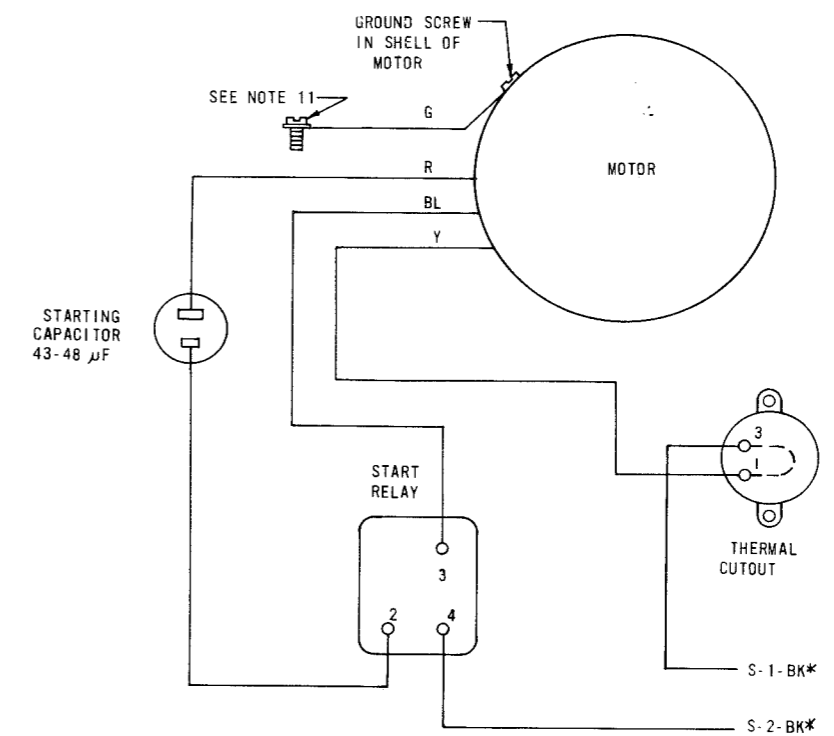 GROUND SCREW
IN SHELL OF
MOTOR
SEE NOTE 11
G
MOTOR
R
BL
Y
STARTING
CAPACITOR
43-48 µF
3
1
START
RELAY
THERMAL
CUTOUT
3
2
4
S-1-BK*
S-2-BK*